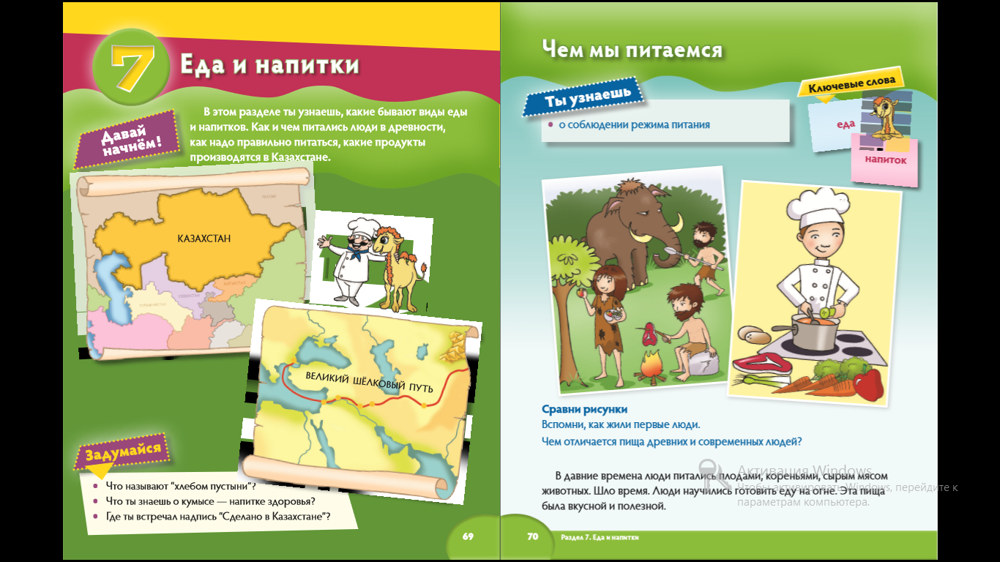 7
Еда и напитки
Давай
начнём!
В этом разделе ты узнаешь, какие бывают виды еды
и напитков. Как и чем питались люди в древности,
как надо правильно питаться, какие продукты
производятся в Казахстане.
КАЗАХСТАН
ВЕЛИКИЙ ШЁЛКОВЫЙ ПУТЬ
Задумайся
• Что называют "хлебом пустыни"?
• Что ты знаешь о кумысе — напитке здоровья?
• Где ты встречал надпись "Сделано в Казахстане"?
69
Чем мы питаемся
Ты узнаешь
• о соблюдении режима питания
Ключевые слова
еда
напиток
Сравни рисунки
Вспомни, как жили первые люди.
Чем отличается пища древних и современных людей?
В давние времена люди питались плодами, кореньями, сырым мясом
животных. Шло время. Люди научились готовить еду на огне. Эта пища
была вкусной и полезной.
70
Раздел 7. Еда и напитки
Активация Windows
Чтобы активировать Windows, перейдите к
параметрам компьютера.